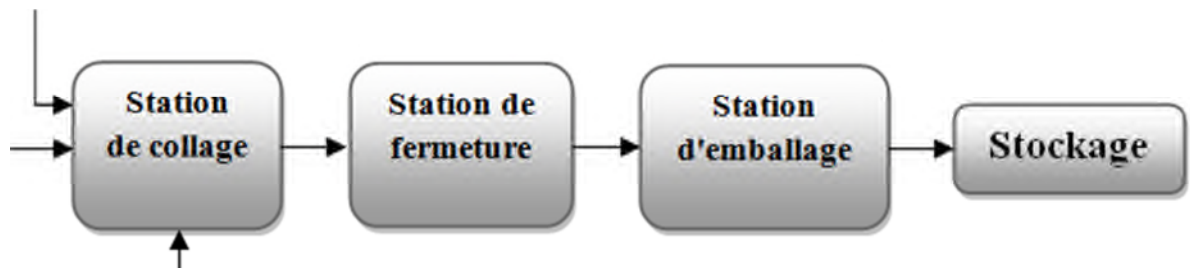 Station
de collage
Station de
fermeture
Station
d'emballage
Stockage